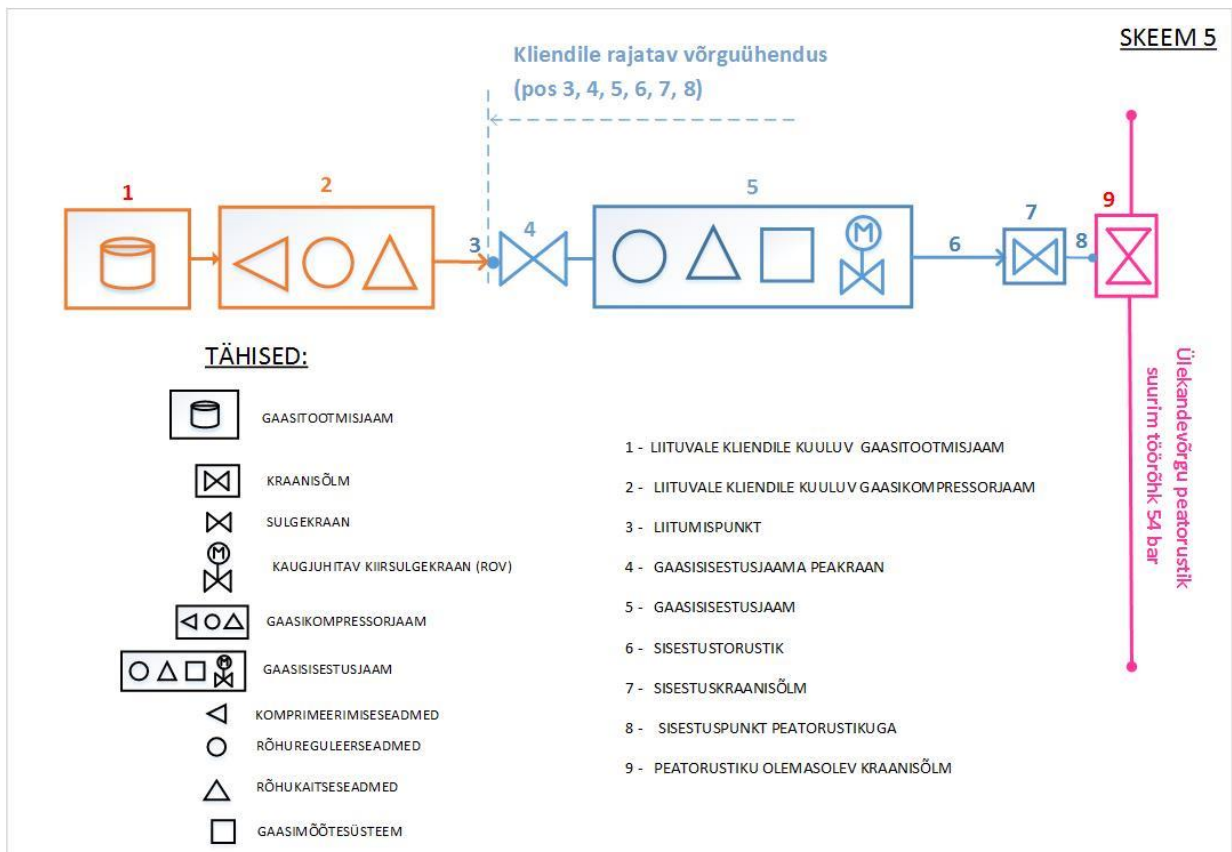 SKEEM 5
Kliendile rajatav võrguühendus
(pos 3, 4, 5, 6, 7, 8)
1
2
3
4
5
6
7
8
9
M
Ülekandevõrgu peatorustik
suurim töörõhk 54 bar
TÄHISED:
GAASITOOTMISJAAM
KRAANISÕLM
SULGEKRAAN
M
KAUGJUHITAV KIIRSULGEKRAAN (ROV)
GAASIKOMPRESSORJAAM
M
GAASISISESTUSJAAM
KOMPRIMEERIMISESEADMED
RÕHUREGULEERSEADMED
RÕHUKAITSESEADMED
GAASIMÕÕTESÜSTEEM
1 - LIITUVALE KLIENDILE KUULUV GAASITOOTMISJAAM
2 - LIITUVALE KLIENDILE KUULUV GAASIKOMPRESSORJAAM
3 - LIITUMISPUNKT
4 - GAASISISESTUSJAAMA PEAKRAAN
5 - GAASISISESTUSJAAM
6 - SISESTUSTORUSTIK
7 - SISESTUSKRAANISÕLM
8 - SISESTUSPUNKT PEATORUSTIKUGA
9 - PEATORUSTIKU OLEMASOLEV KRAANISÕLM